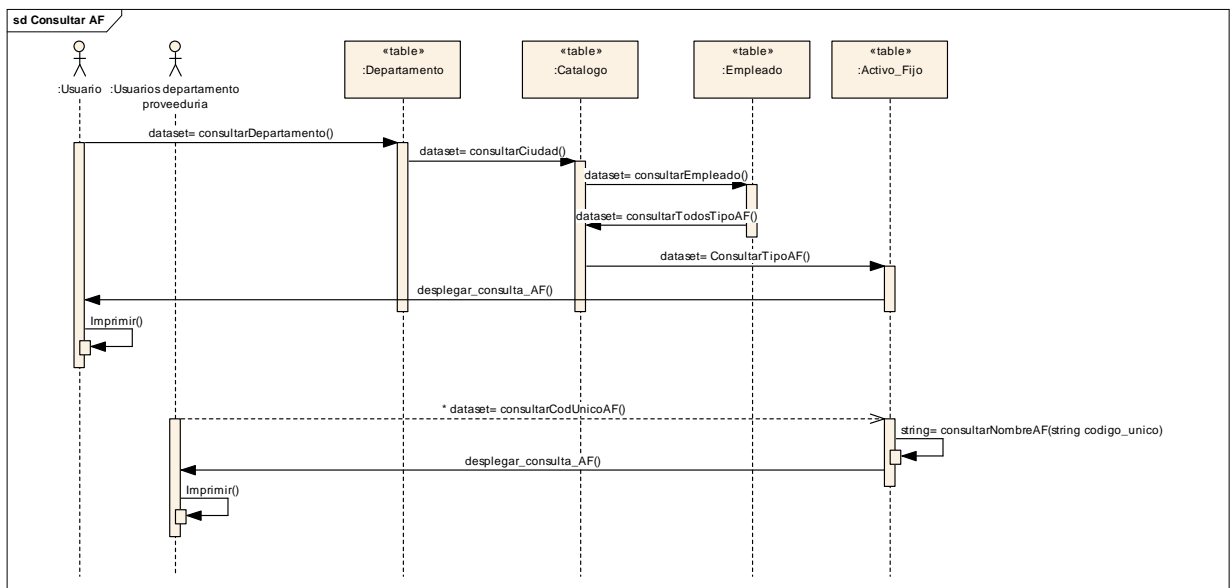 sd Consultar AF
:Usuario
:Usuarios departamento
proveeduria
«table»
:Departamento
«table»
:Catalogo
«table»
:Empleado
«table»
:Activo_Fijo
dataset= consultarDepartamento()
dataset= consultarCiudad()
dataset= consultarEmpleado()
dataset= consultarTodosTipoAF()
dataset= ConsultarTipoAF()
desplegar_consulta_AF()
Imprimir()
* dataset= consultarCodUnicoAF()
string= consultarNombreAF(string codigo_unico)
desplegar_consulta_AF()
Imprimir()